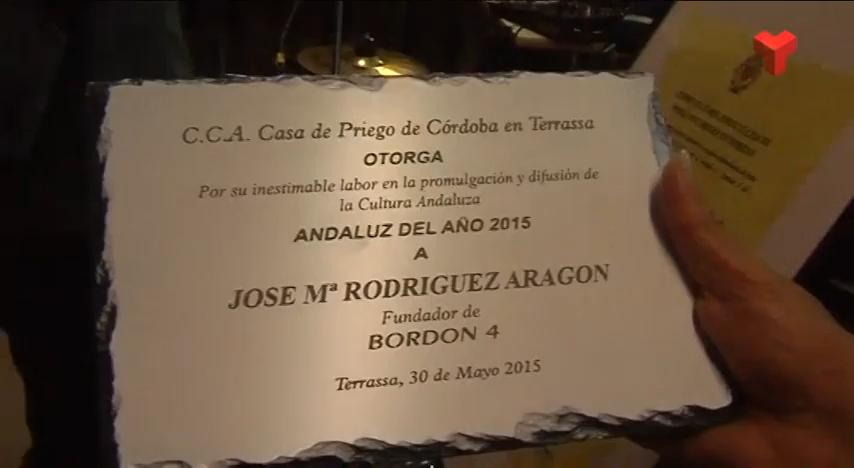 C.C.A. Casa de Priego de Córdoba en Terrassa
OTORGA
Por su inestimable labor en la promulgación y difusión de
la Cultura Andaluza
ANDALUZ DEL AÑO 2015
A
JOSE Mª RODRIGUEZ ARAGON
Fundador de
BORDON 4
Terrassa, 30 de Mayo 2015